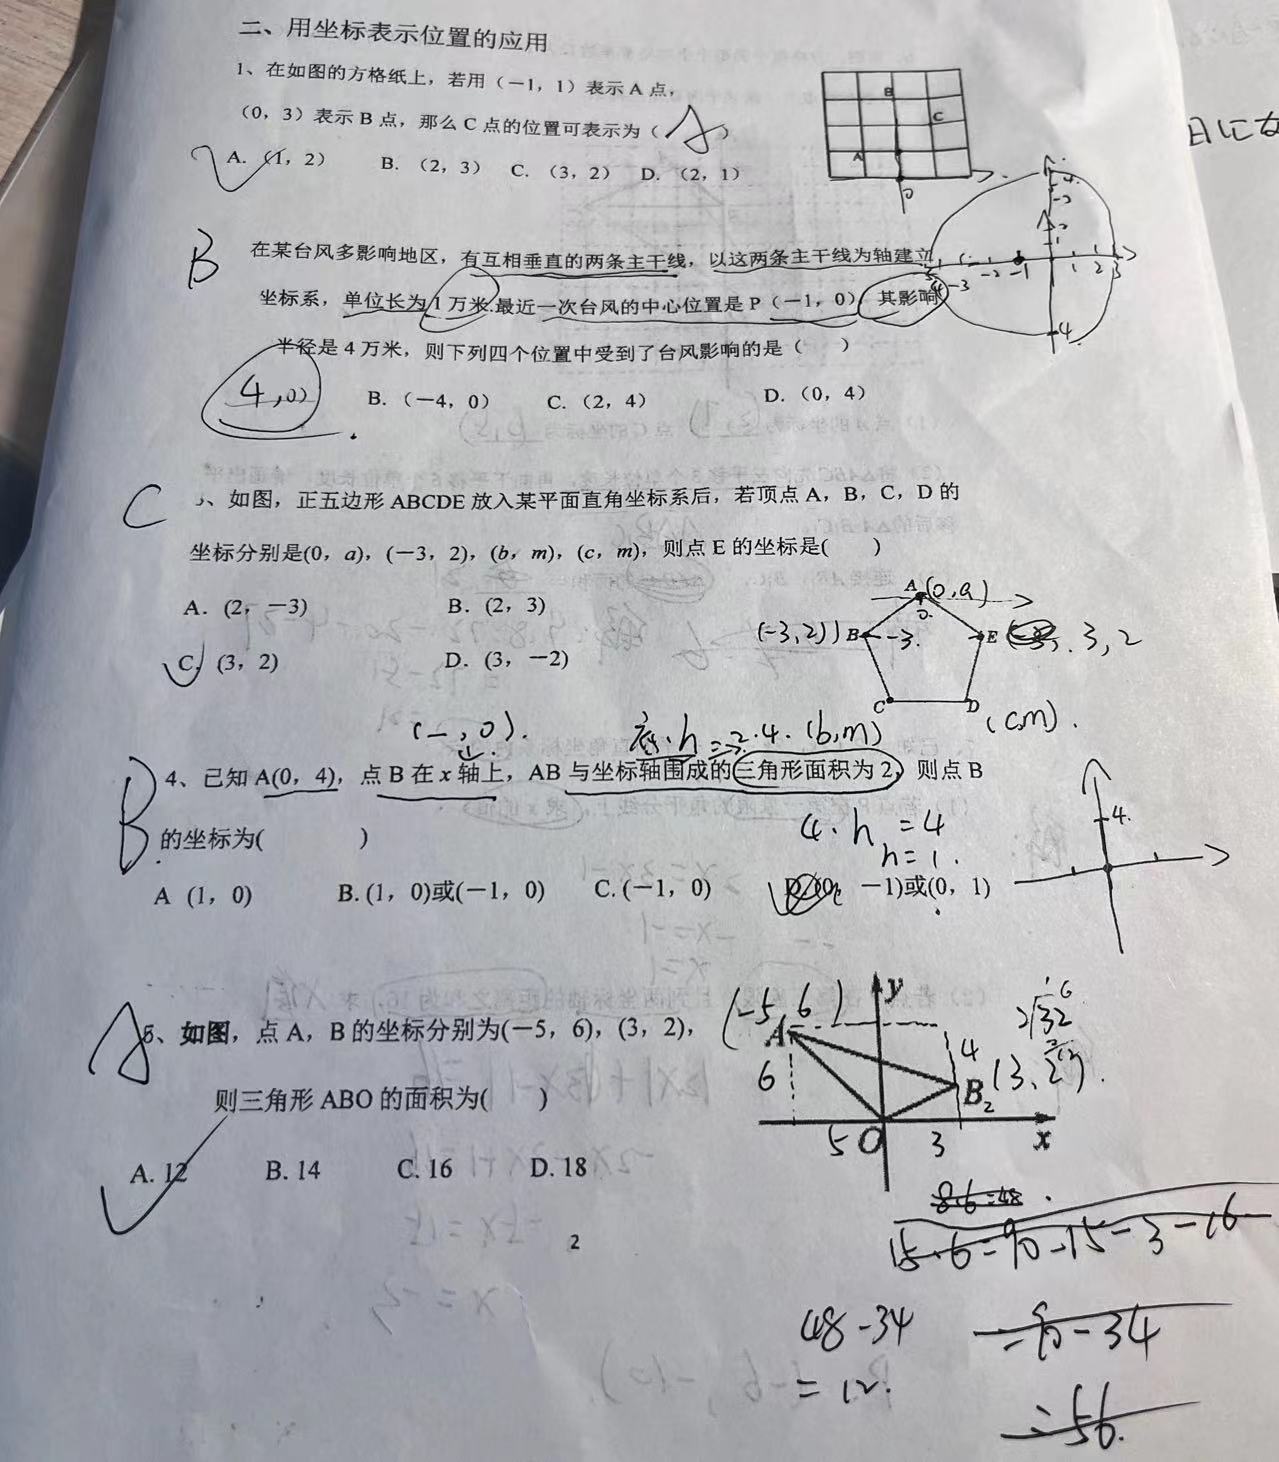 二、用坐标表示位置的应用
1、在如图的方格纸上，若用（－1，1）表示 A 点，
（0，3）表示 B 点，那么 C 点的位置可表示为（ A ）
A.（1，2） B.（2，3） C.（3，2） D.（2，1）
B
C
A
0
B 在某台风多影响地区，有互相垂直的两条主干线，以这两条主干线为轴建立
坐标系，单位长为 1 万米.最近一次台风的中心位置是 P（－1，0），其影响
半径是 4 万米，则下列四个位置中受到了台风影响的是（ ）
4,0) B.（－4，0） C.（2，4） D.（0，4）
-3 -2 -1 1 2 3
4
C 、如图，正五边形 ABCDE 放入某平面直角坐标系后，若顶点 A，B，C，D 的
坐标分别是(0，a)，(－3，2)，(b，m)，(c，m)，则点 E 的坐标是( )
A．(2，－3) B．(2，3)
C．(3，2) D．(3，－2)
A (0,a)
(-3,2) B -3 E 3,2
C D
(c,m).
(b,m)
(－,0).
底·h=2·4.
B 4、已知 A(0，4)，点 B 在 x 轴上，AB 与坐标轴围成的三角形面积为 2，则点 B
的坐标为( )
4·h=4
h=1.
4.
A (1，0) B. (1，0)或(－1，0) C. (－1，0) －1)或(0，1)
A 5、如图，点 A，B 的坐标分别为(－5，6)，(3，2)，
则三角形 ABO 的面积为( )
A. 12 B. 14 C. 16 D. 18
(-5,6) y
A
6 4
B (3,2).
2
5 O 3 x
16
2√32
8·6=48
15·6=90-15-3-16
48-34 =90-34
=12. =56.
2